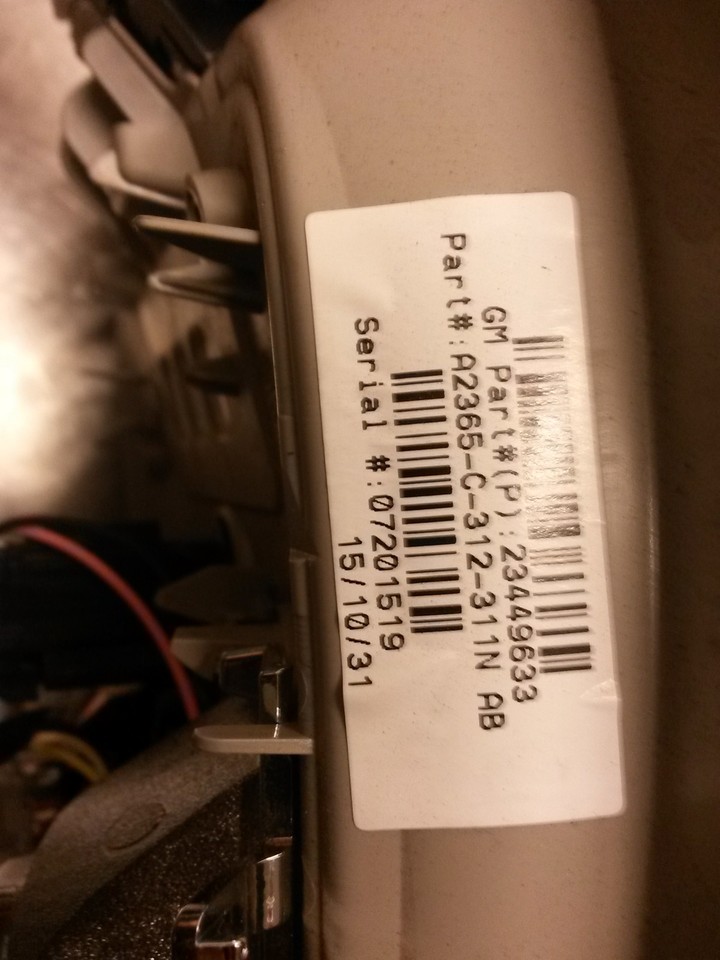 GM Part#(P):23449633
Part#:A2365-C-312-311N AB
Serial #:07201519
15/10/31